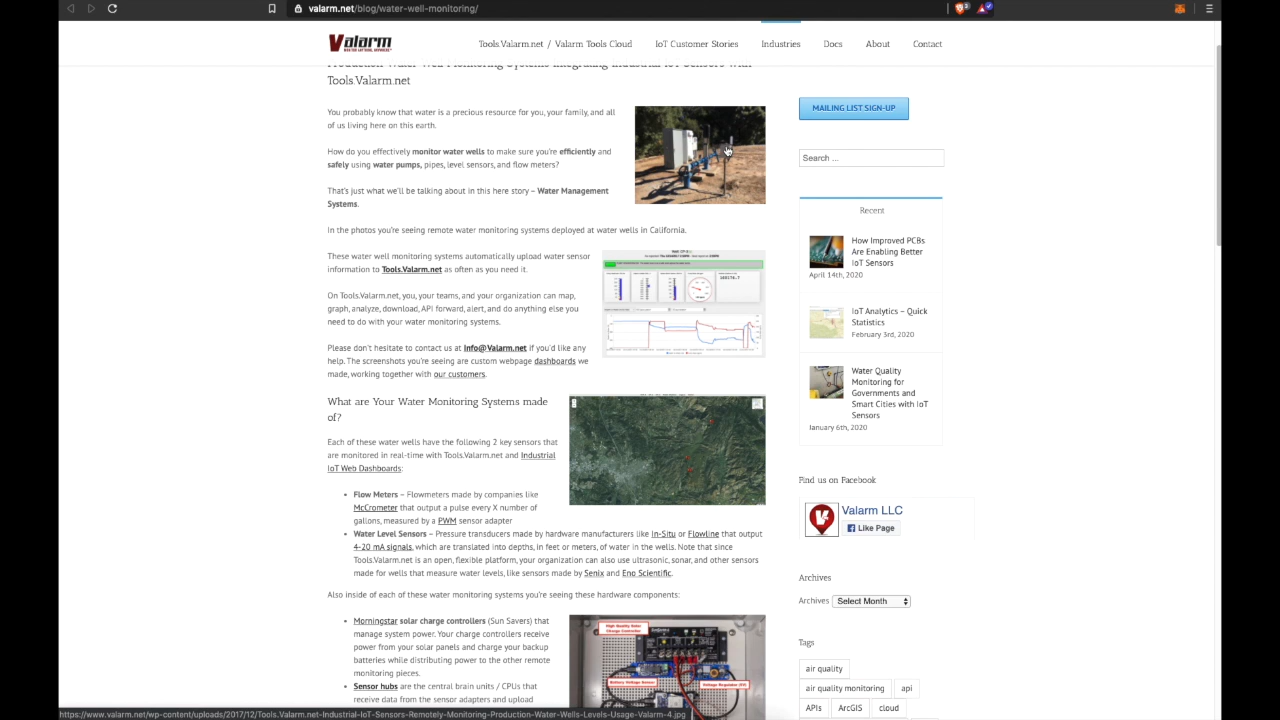 valarm.net/blog/water-well-monitoring/
Valarm
Tools.Valarm.net / Valarm Tools Cloud
IoT Customer Stories
Industries
Docs
About
Contact
Production Water Well Monitoring Systems Integrating Industrial IoT Sensors with
Tools.Valarm.net
You probably know that water is a precious resource for you, your family, and all
of us living here on this earth.
How do you effectively monitor water wells to make sure you're efficiently and
safely using water pumps, pipes, level sensors, and flow meters?
That's just what we'll be talking about in this here story – Water Management
Systems.
In the photos you're seeing remote water monitoring systems deployed at water wells in California.
These water well monitoring systems automatically upload water sensor
information to Tools.Valarm.net as often as you need it.
On Tools.Valarm.net, you, your teams, and your organization can map,
graph, analyze, download, API forward, alert, and do anything else you
need to do with your water monitoring systems.
Please don't hesitate to contact us at Info@Valarm.net if you'd like any
help. The screenshots you're seeing are custom webpage dashboards we
made, working together with our customers.
What are Your Water Monitoring Systems made
of?
Each of these water wells have the following 2 key sensors that
are monitored in real-time with Tools.Valarm.net and Industrial
IoT Web Dashboards:
• Flow Meters – Flowmeters made by companies like
McCrometer that output a pulse every X number of
gallons, measured by a PWM sensor adapter
• Water Level Sensors – Pressure transducers made by hardware manufacturers like In-Situ or Flowline that output
4-20 mA signals, which are translated into depths, in feet or meters, of water in the wells. Note that since
Tools.Valarm.net is an open, flexible platform, your organization can also use ultrasonic, sonar, and other sensors
made for wells that measure water levels, like sensors made by Senix and Eno Scientific.
Also inside of each of these water monitoring systems you're seeing these hardware components:
• Morningstar solar charge controllers (Sun Savers) that
manage system power. Your charge controllers receive
power from your solar panels and charge your backup
batteries while distributing power to the other remote
monitoring pieces.
• Sensor hubs are the central brain units / CPUs that
receive data from the sensor adapters and upload
High Quality Solar
Charge Controller
Battery Voltage Sensor
Voltage Regulator (5V)
MAILING LIST SIGN-UP
Search ...
Recent
How Improved PCBs
Are Enabling Better
IoT Sensors
April 14th, 2020
IoT Analytics – Quick
Statistics
February 3rd, 2020
Water Quality
Monitoring for
Governments and
Smart Cities with IoT
Sensors
January 6th, 2020
Find us on Facebook
Valarm LLC
Like Page
Archives
Archives Select Month
Tags
air quality
air quality monitoring
api
APIs
ArcGIS
cloud
https://www.valarm.net/wp-content/uploads/2017/12/Tools.Valarm.net-Industrial-IoT-Sensors-Remotely-Monitoring-Production-Water-Wells-Levels-Usage-Valarm-4.jpg